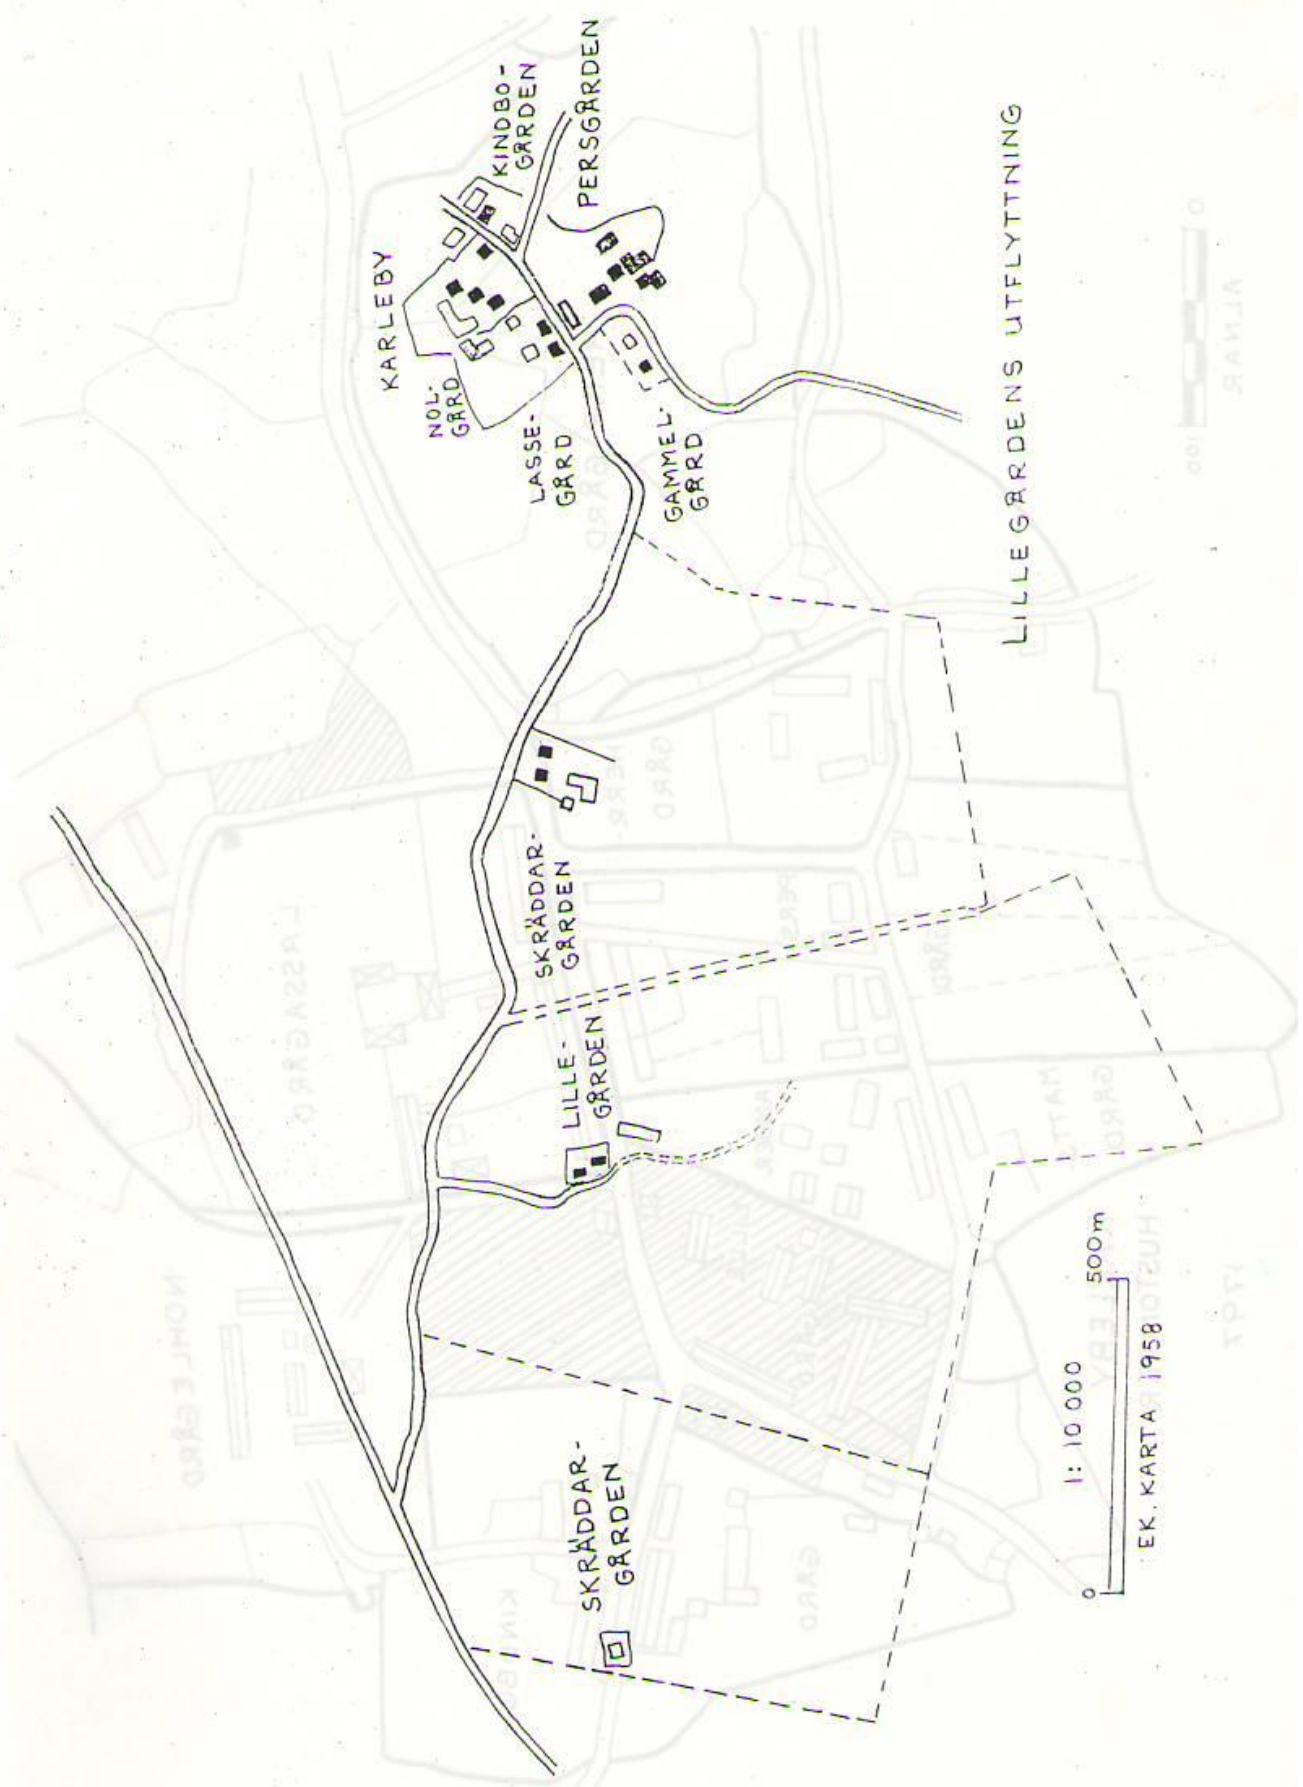 KARLEBY
KINDBO-
GÅRDEN
PERSGÅRDEN
NOL-
GÅRD
LASSE-
GÅRD
GAMMEL-
GÅRD
SKRÄDDAR-
GÅRDEN
LILLE-
GÅRDEN
SKRÄDDAR-
GÅRDEN
LILLEGÅRDENS UTFLYTTNING
1:10 000
0
500m
EK. KARTA 1958